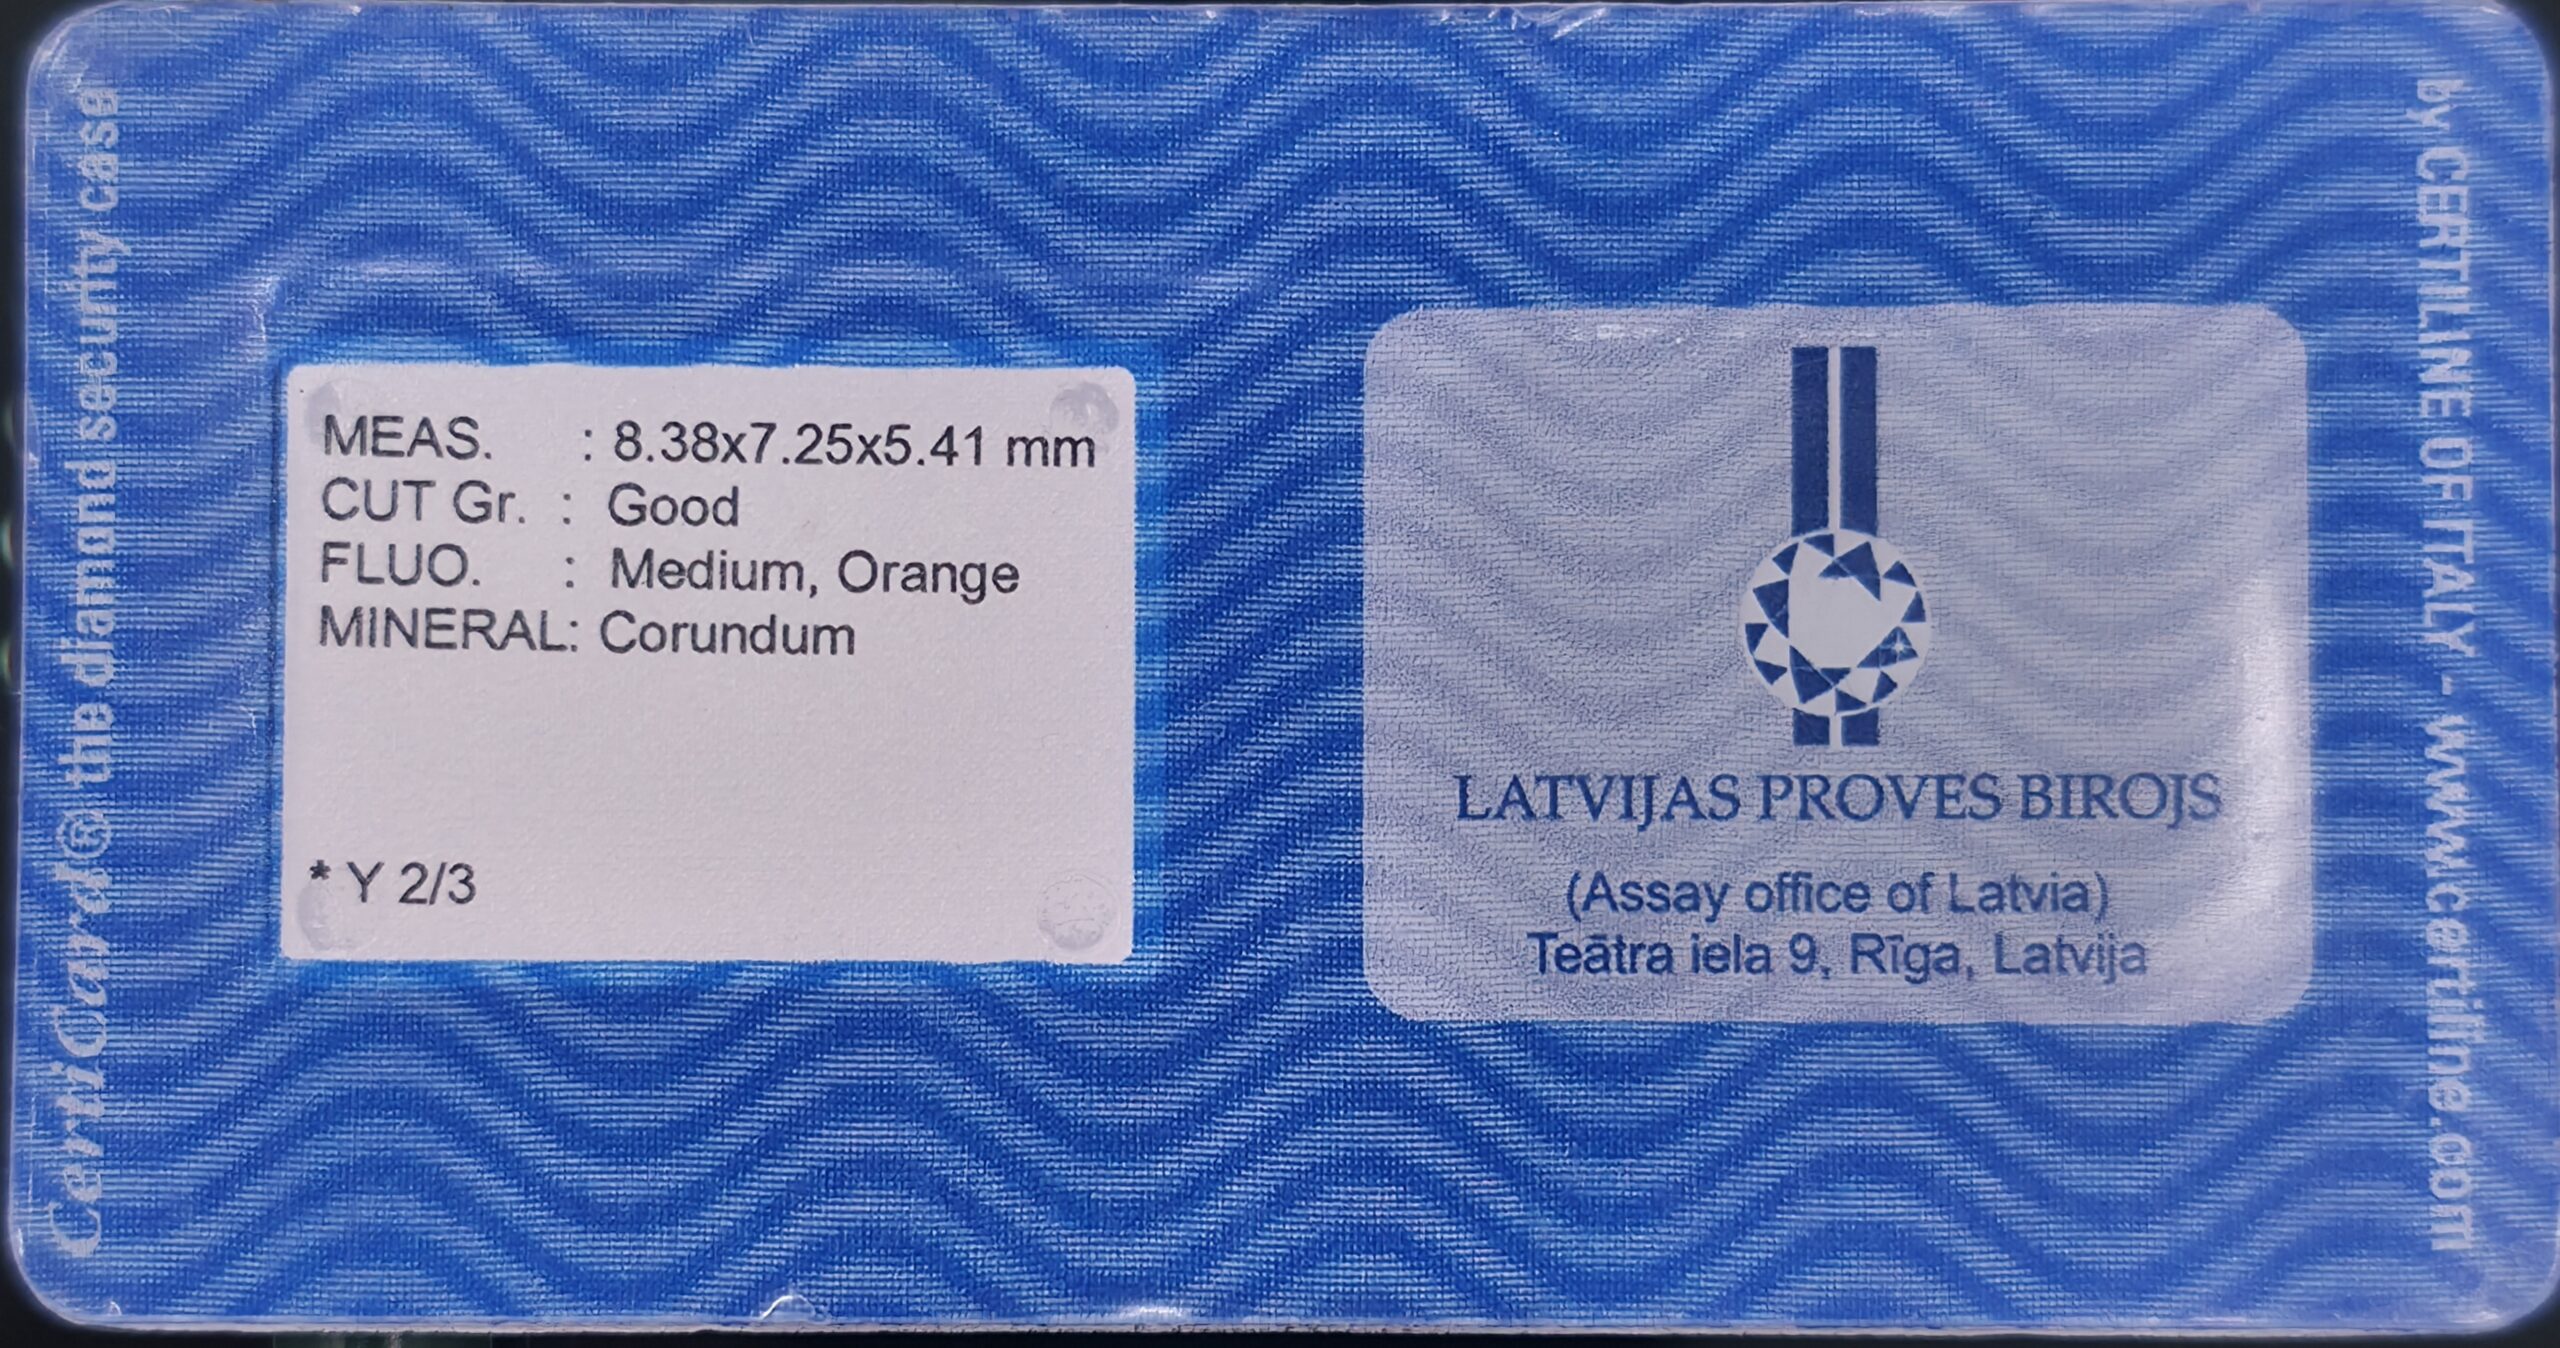 CertiCard® the diamond security case
MEAS. : 8.38x7.25x5.41 mm
CUT Gr. : Good
FLUO. : Medium, Orange
MINERAL: Corundum
* Y 2/3
LATVIJAS PROVES BIROJS
(Assay office of Latvia)
Teātra iela 9, Rīga, Latvija
by CERTILINE OF ITALY - www.certiline.com